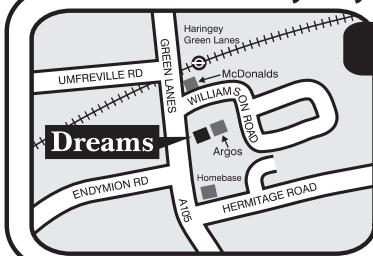 Haringey
Green Lanes
McDonalds
UMFREVILLE RD
GREEN LANES
WILLIAMSON ROAD
Dreams
Argos
Homebase
ENDYMION RD
A105
HERMITAGE ROAD